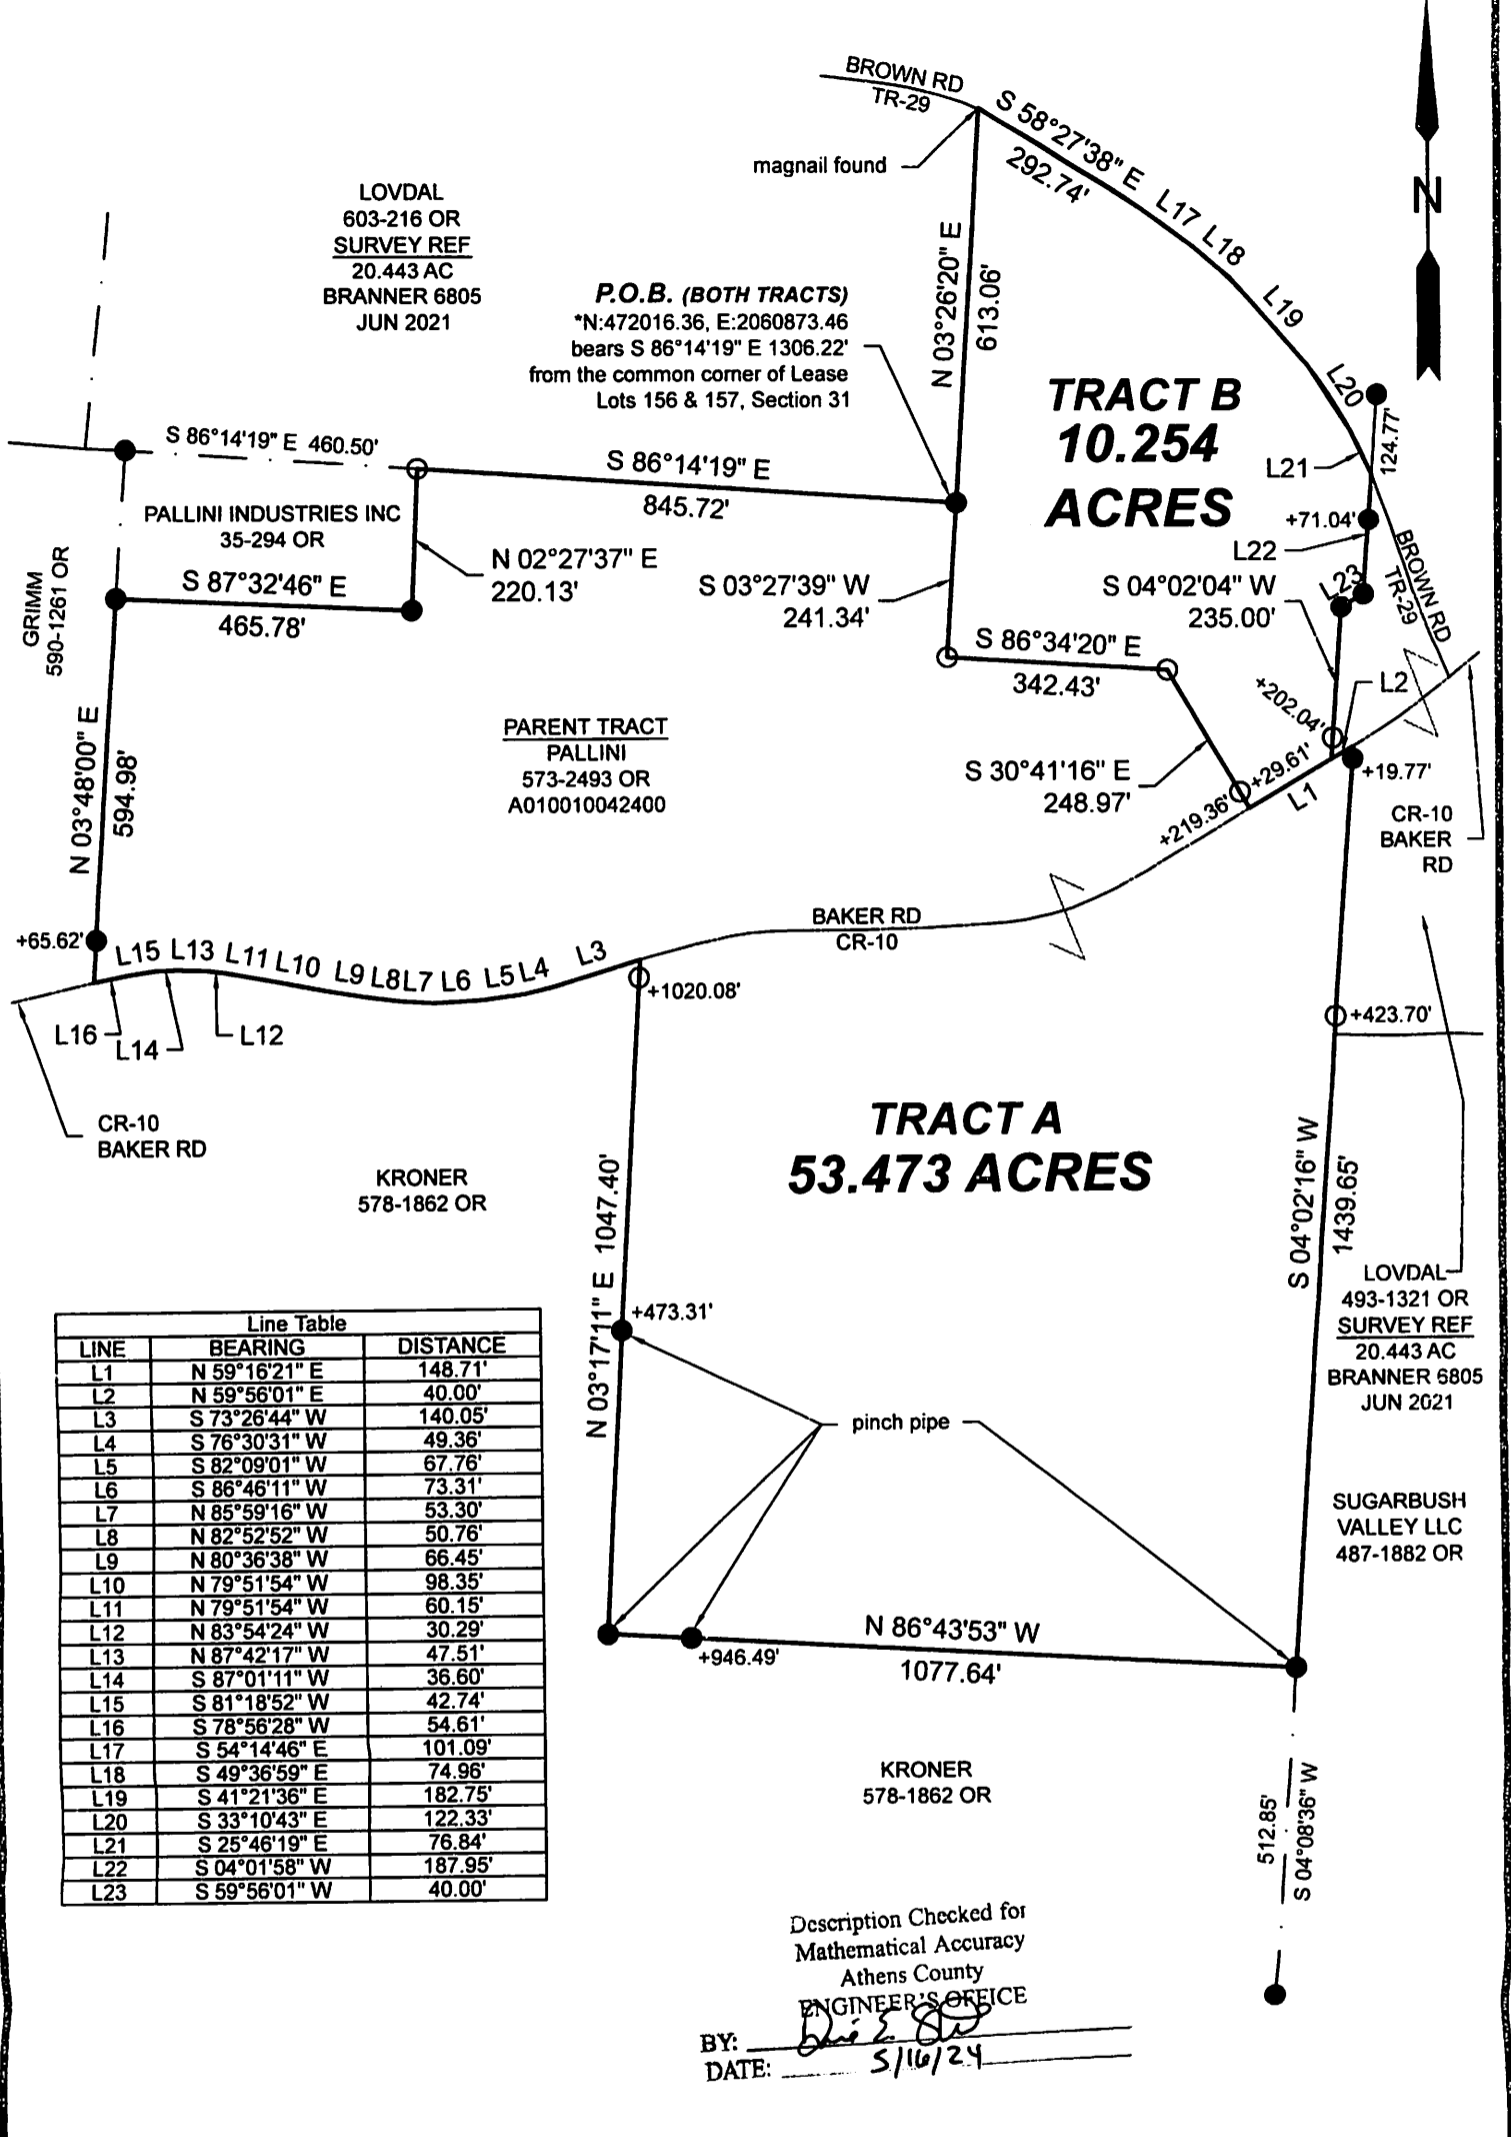 BROWN RD
TR-29
S 58°27'38" E
292.74'
magnail found
L17
L18
L19
L20
N
LOVDAL
603-216 OR
SURVEY REF
20.443 AC
BRANNER 6805
JUN 2021
P.O.B. (BOTH TRACTS)
*N:472016.36, E:2060873.46
bears S 86°14'19" E 1306.22'
from the common corner of Lease
Lots 156 & 157, Section 31
N 03°26'20" E
613.06'
TRACT B
10.254
ACRES
124.77'
L21
+71.04'
L22
L23
BROWN RD
TR-29
S 86°14'19" E 460.50'
S 86°14'19" E
845.72'
PALLINI INDUSTRIES INC
35-294 OR
N 02°27'37" E
220.13'
S 87°32'46" E
465.78'
GRIMM
590-1261 OR
S 03°27'39" W
241.34'
S 04°02'04" W
235.00'
S 86°34'20" E
342.43'
+202.04'
L2
PARENT TRACT
PALLINI
573-2493 OR
A010010042400
N 03°48'00" E
594.98'
S 30°41'16" E
248.97'
+29.61'
+219.36'
L1
+19.77'
CR-10
BAKER
RD
BAKER RD
CR-10
+65.62'
L15 L13 L11 L10 L9 L8 L7 L6 L5 L4 L3
+1020.08'
L16
L14
L12
+423.70'
CR-10
BAKER RD
KRONER
578-1862 OR
TRACT A
53.473 ACRES
N 03°17'11" E 1047.40'
S 04°02'16" W
1439.65'
LOVDAL
493-1321 OR
SURVEY REF
20.443 AC
BRANNER 6805
JUN 2021
+473.31'
pinch pipe
Line Table
LINE BEARING DISTANCE
L1 N 59°16'21" E 148.71'
L2 N 59°56'01" E 40.00'
L3 S 73°26'44" W 140.05'
L4 S 76°30'31" W 49.36'
L5 S 82°09'01" W 67.76'
L6 S 86°46'11" W 73.31'
L7 N 85°59'16" W 53.30'
L8 N 82°52'52" W 50.76'
L9 N 80°36'38" W 66.45'
L10 N 79°51'54" W 98.35'
L11 N 79°51'54" W 60.15'
L12 N 83°54'24" W 30.29'
L13 N 87°42'17" W 47.51'
L14 S 87°01'11" W 36.60'
L15 S 81°18'52" W 42.74'
L16 S 78°56'28" W 54.61'
L17 S 54°14'46" E 101.09'
L18 S 49°36'59" E 74.96'
L19 S 41°21'36" E 182.75'
L20 S 33°10'43" E 122.33'
L21 S 25°46'19" E 76.84'
L22 S 04°01'58" W 187.95'
L23 S 59°56'01" W 40.00'
SUGARBUSH
VALLEY LLC
487-1882 OR
N 86°43'53" W
1077.64'
+946.49'
KRONER
578-1862 OR
512.85'
S 04°08'36" W
Description Checked for
Mathematical Accuracy
Athens County
ENGINEER'S OFFICE
BY:
DATE: 5/16/24